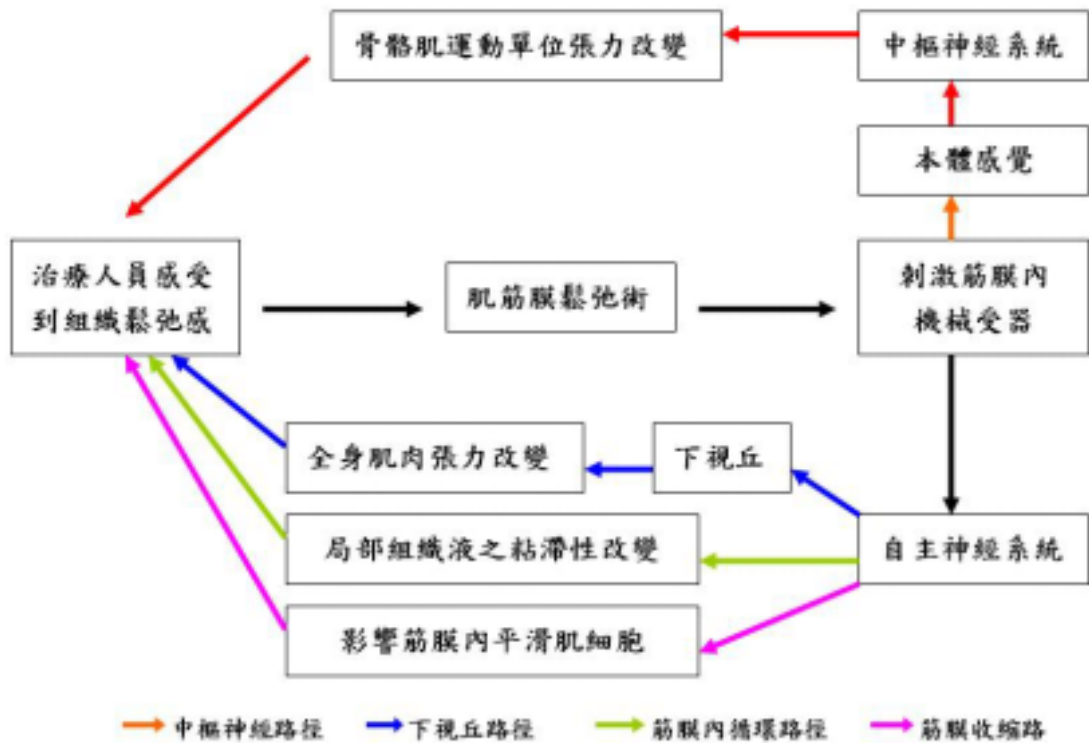 骨骼肌運動單位張力改變
中樞神經系統
本體感覺
治療人員感受
到組織鬆弛感
肌筋膜鬆弛術
刺激筋膜內
機械受器
全身肌肉張力改變
下視丘
局部組織液之粘滯性改變
自主神經系統
影響筋膜內平滑肌細胞
中樞神經路徑
下視丘路徑
筋膜內循環路徑
筋膜收縮路